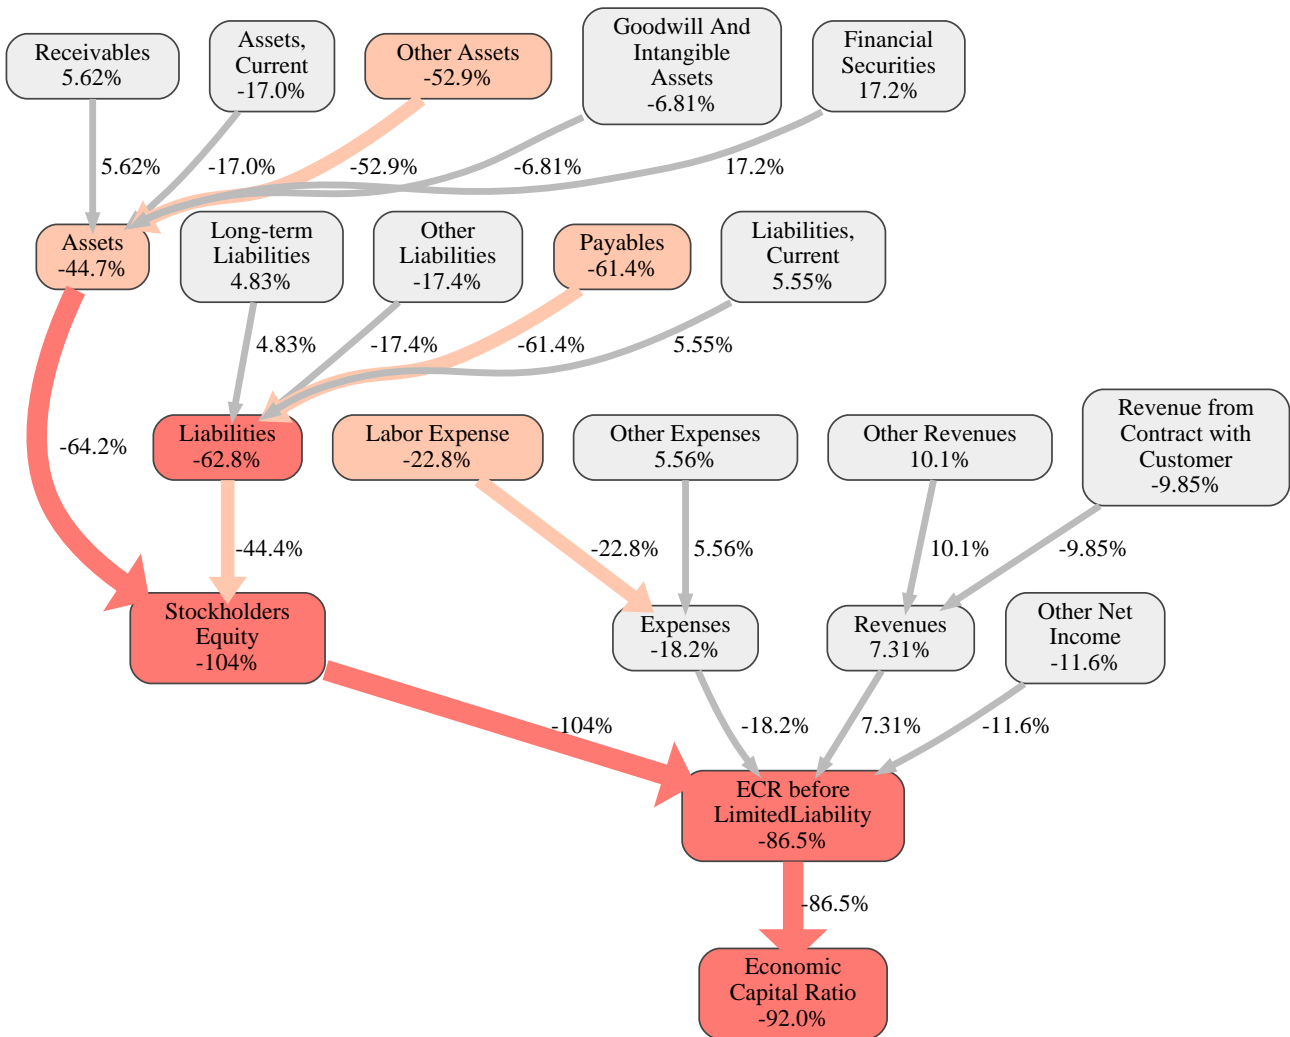 Receivables
5.62%
Assets,
Current
-17.0%
Other Assets
-52.9%
Goodwill And
Intangible
Assets
-6.81%
Financial
Securities
17.2%
5.62%
-17.0%
-52.9%
-6.81%
17.2%
Assets
-44.7%
Long-term
Liabilities
4.83%
Other
Liabilities
-17.4%
Payables
-61.4%
Liabilities,
Current
5.55%
4.83%
-17.4%
-61.4%
5.55%
-64.2%
Liabilities
-62.8%
Labor Expense
-22.8%
Other Expenses
5.56%
Other Revenues
10.1%
Revenue from
Contract with
Customer
-9.85%
-44.4%
-22.8%
5.56%
10.1%
-9.85%
Stockholders
Equity
-104%
Expenses
-18.2%
Revenues
7.31%
Other Net
Income
-11.6%
-104%
-18.2%
7.31%
-11.6%
ECR before
LimitedLiability
-86.5%
-86.5%
Economic
Capital Ratio
-92.0%